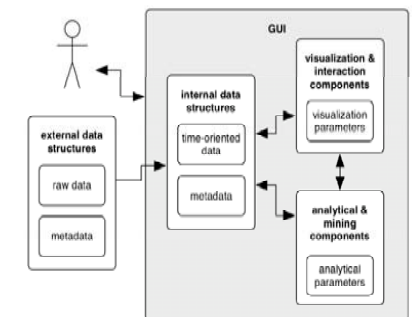 GUI
visualization &
interaction
components
visualization
parameters
internal data
structures
time-oriented
data
metadata
external data
structures
raw data
metadata
analytical &
mining
components
analytical
parameters